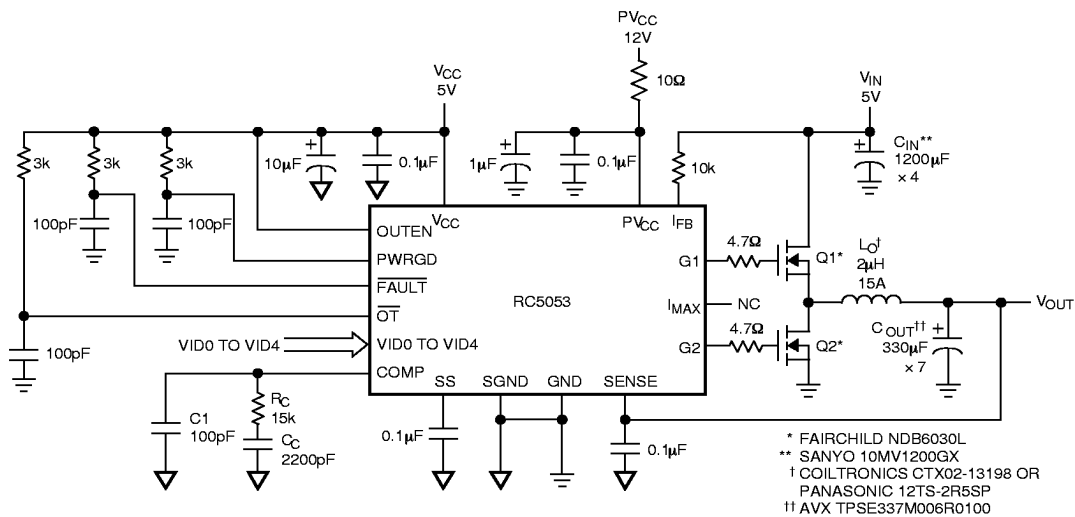 PVCC
12V
10Ω
VCC
5V
VIN
5V
3k
3k
3k
10µF
0.1µF
1µF
0.1µF
10k
CIN**
1200µF
× 4
100pF
100pF
VCC
PVCC
IFB
OUTEN
PWRGD
FAULT
OT
VID0 TO VID4
VID0 TO VID4
COMP
RC5053
G1
IMAX
G2
NC
4.7Ω
4.7Ω
Q1*
Q2*
LO†
2µH
15A
VOUT
COUT††
330µF
× 7
100pF
SS
SGND
GND
SENSE
C1
100pF
RC
15k
CC
2200pF
0.1µF
0.1µF
* FAIRCHILD NDB6030L
** SANYO 10MV1200GX
† COILTRONICS CTX02-13198 OR
PANASONIC 12TS-2R5SP
†† AVX TPSE337M006R0100